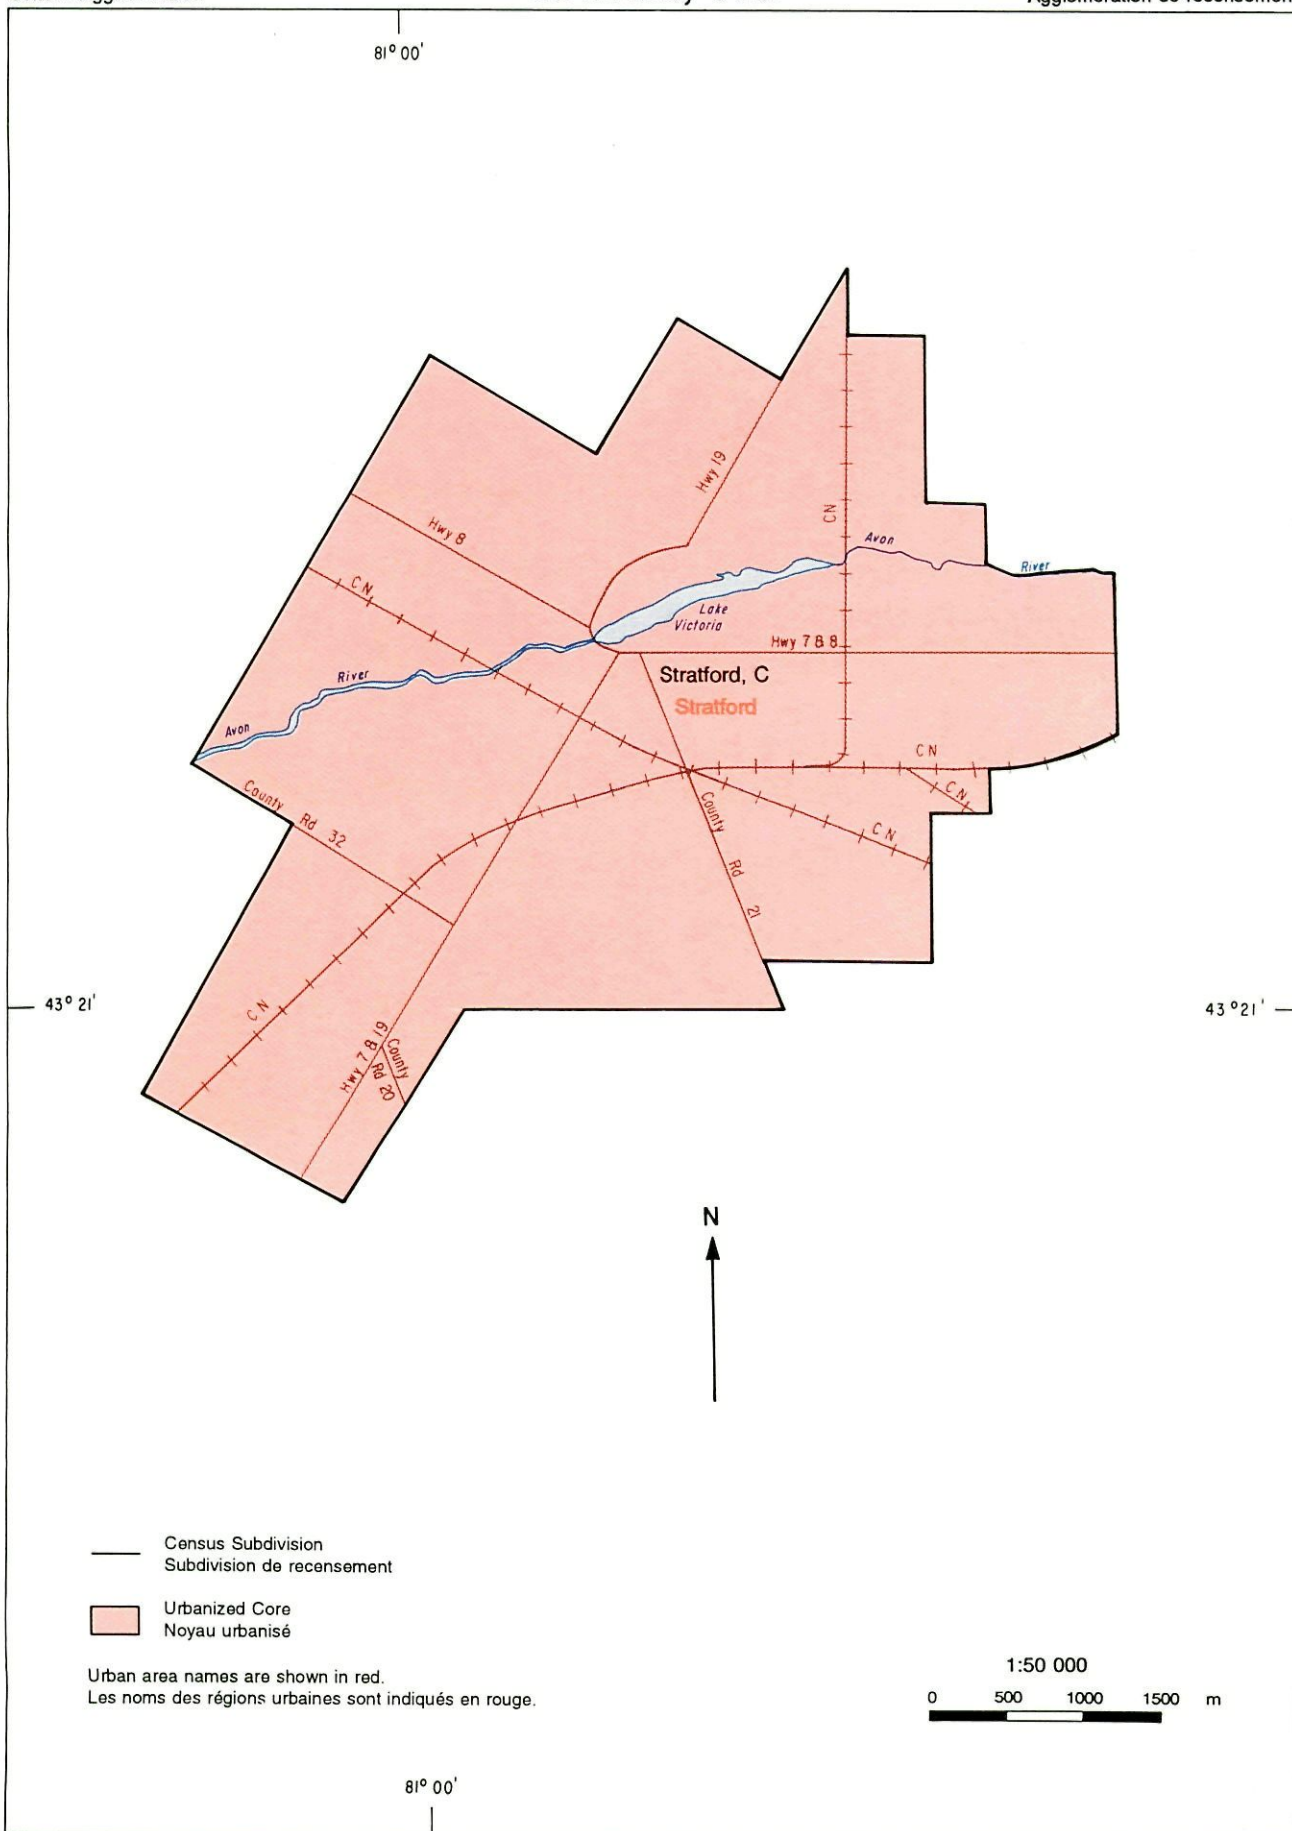 81° 00'
Hwy 19
Hwy 8
CN
Avon
River
CN
Lake
Victoria
Hwy 7 & 8
River
Stratford, C
Stratford
Avon
CN
County Rd 32
CN
County Rd 21
CN
43° 21'
43° 21'
CN
Hwy 7 & 19
County
Rd 20
N
Census Subdivision
Subdivision de recensement
Urbanized Core
Noyau urbanisé
Urban area names are shown in red.
Les noms des régions urbaines sont indiqués en rouge.
1:50 000
0 500 1000 1500 m
81° 00'